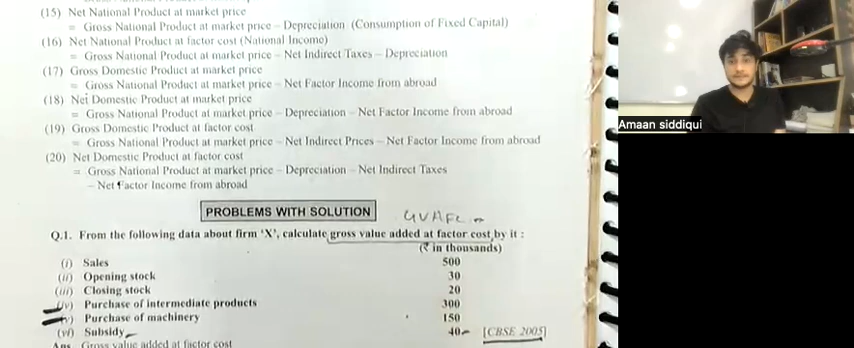 (15) Net National Product at market price
= Gross National Product at market price – Depreciation (Consumption of Fixed Capital)
(16) Net National Product at factor cost (National Income)
= Gross National Product at market price – Net Indirect Taxes – Depreciation
(17) Gross Domestic Product at market price
= Gross National Product at market price – Net Factor Income from abroad
(18) Net Domestic Product at market price
= Gross National Product at market price – Depreciation – Net Factor Income from abroad
(19) Gross Domestic Product at factor cost
= Gross National Product at market price – Net Indirect Prices – Net Factor Income from abroad
(20) Net Domestic Product at factor cost
= Gross National Product at market price – Depreciation – Net Indirect Taxes
– Net Factor Income from abroad
PROBLEMS WITH SOLUTION
GVAFC
Q.1. From the following data about firm ‘X’, calculate gross value added at factor cost by it :
(₹ in thousands)
(i) Sales 500
(ii) Opening stock 30
(iii) Closing stock 20
(iv) Purchase of intermediate products 300
(v) Purchase of machinery 150
(vi) Subsidy 40 [CBSE 2005]
Ans. Gross value added at factor cost
Amaan siddiqui